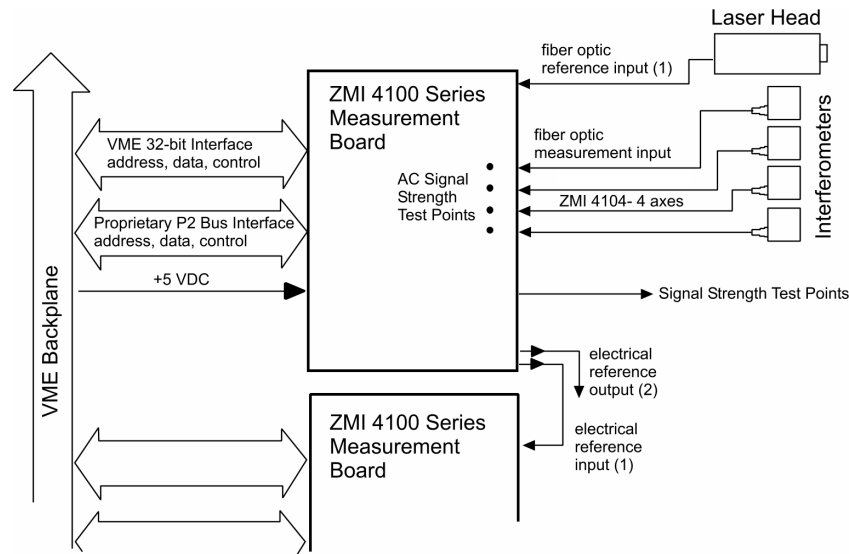 Laser Head
fiber optic
reference input (1)
ZMI 4100 Series
Measurement
Board
VME 32-bit Interface
address, data, control
fiber optic
measurement input
AC Signal
Strength
Test Points
ZMI 4104- 4 axes
Interferometers
Proprietary P2 Bus Interface
address, data, control
+5 VDC
Signal Strength Test Points
VME Backplane
electrical
reference
output (2)
ZMI 4100 Series
Measurement
Board
electrical
reference
input (1)